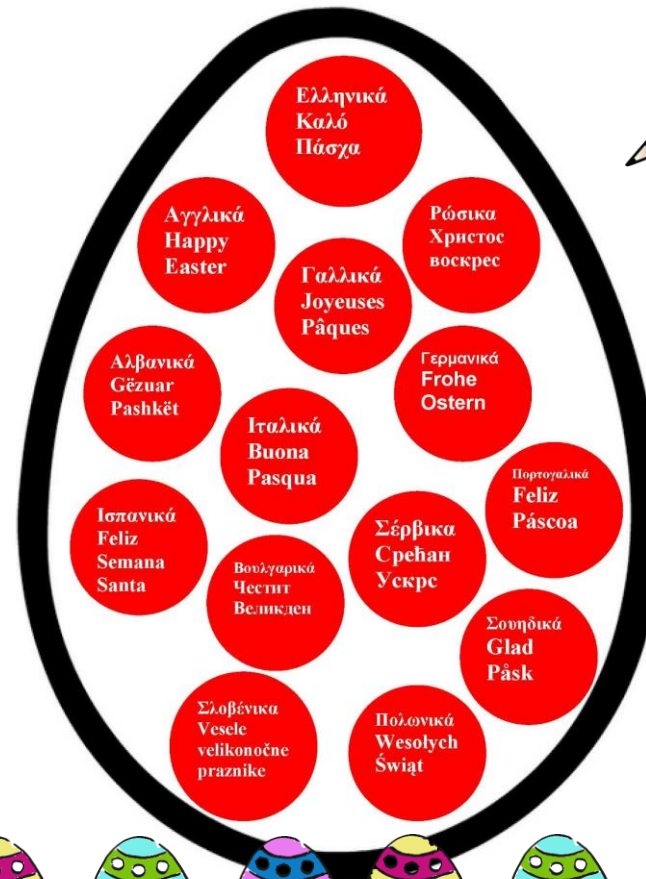 Ελληνικά
Καλό
Πάσχα
Αγγλικά
Happy
Easter
Ρώσικα
Христос
воскрес
Γαλλικά
Joyeuses
Pâques
Αλβανικά
Gëzuar
Pashkët
Γερμανικά
Frohe
Ostern
Ιταλικά
Buona
Pasqua
Πορτογαλικά
Feliz
Páscoa
Ισπανικά
Feliz
Semana
Santa
Σέρβικα
Срећан
Ускрс
Βουλγαρικά
Честит
Великден
Σουηδικά
Glad
Påsk
Σλοβένικα
Vesele
velikonočne
praznike
Πολωνικά
Wesołych
Świąt